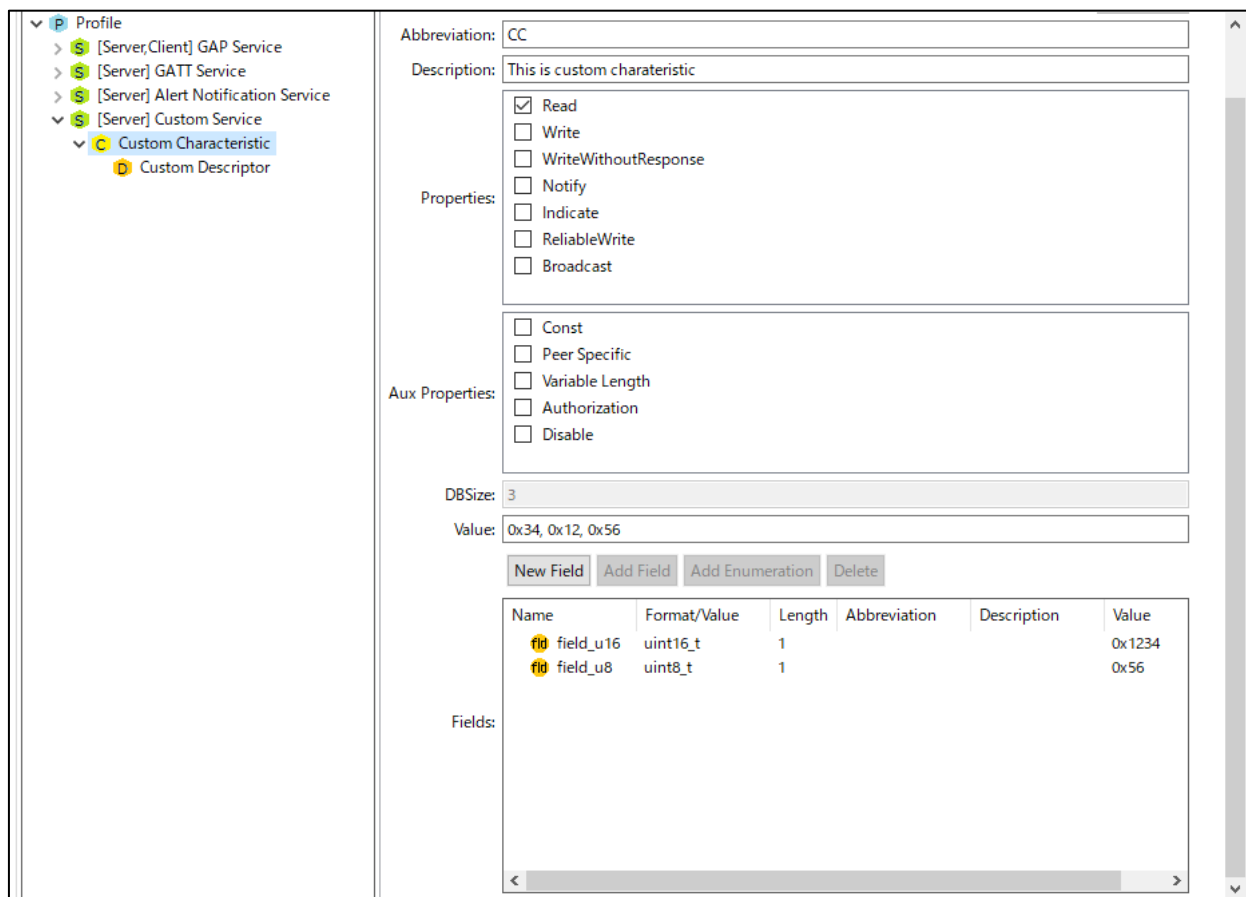 P Profile
S [Server,Client] GAP Service
S [Server] GATT Service
S [Server] Alert Notification Service
S [Server] Custom Service
C Custom Characteristic
D Custom Descriptor
Abbreviation: CC
Description: This is custom charateristic
Properties:
Read
Write
WriteWithoutResponse
Notify
Indicate
ReliableWrite
Broadcast
Aux Properties:
Const
Peer Specific
Variable Length
Authorization
Disable
DBSize: 3
Value: 0x34, 0x12, 0x56
New Field Add Field Add Enumeration Delete
Fields:
Name Format/Value Length Abbreviation Description Value
fld field_u16 uint16_t 1 0x1234
fld field_u8 uint8_t 1 0x56